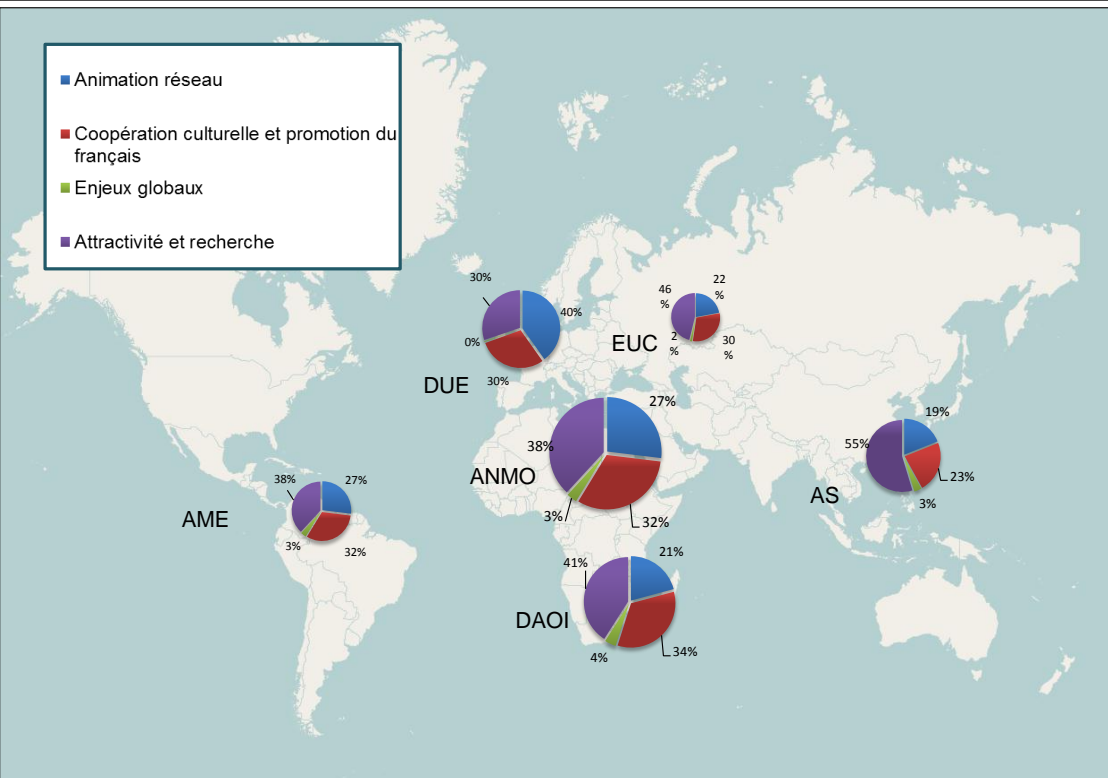 Animation réseau
Coopération culturelle et promotion du
français
Enjeux globaux
Attractivité et recherche
30%
40%
0%
30%
DUE
46
%
22
%
2
%
30
%
EUC
27%
38%
3%
32%
ANMO
19%
55%
23%
3%
AS
38%
27%
3%
32%
AME
41%
21%
4%
34%
DAOI